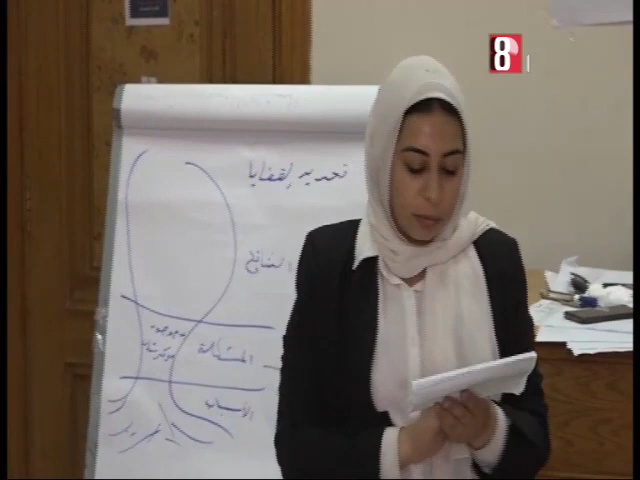 8
تحديد القضايا
النتائج
المشكلة
الأسباب